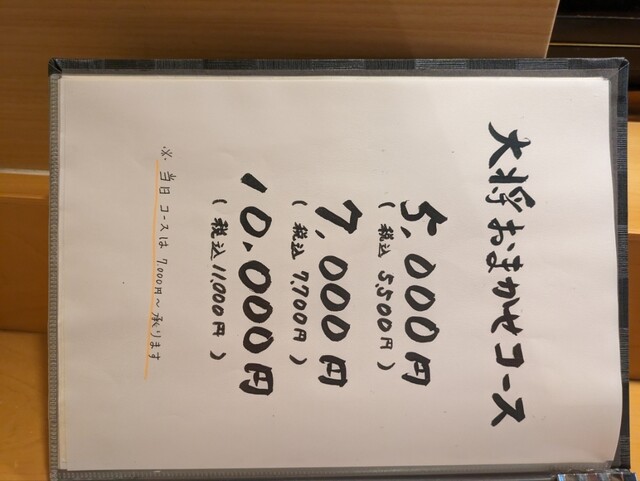 大将おまかせコース
5,000円
(税込 5,500円)
7,000円
(税込 7,700円)
10,000円
(税込 11,000円)
※ 当日コースは 7,000円〜承ります